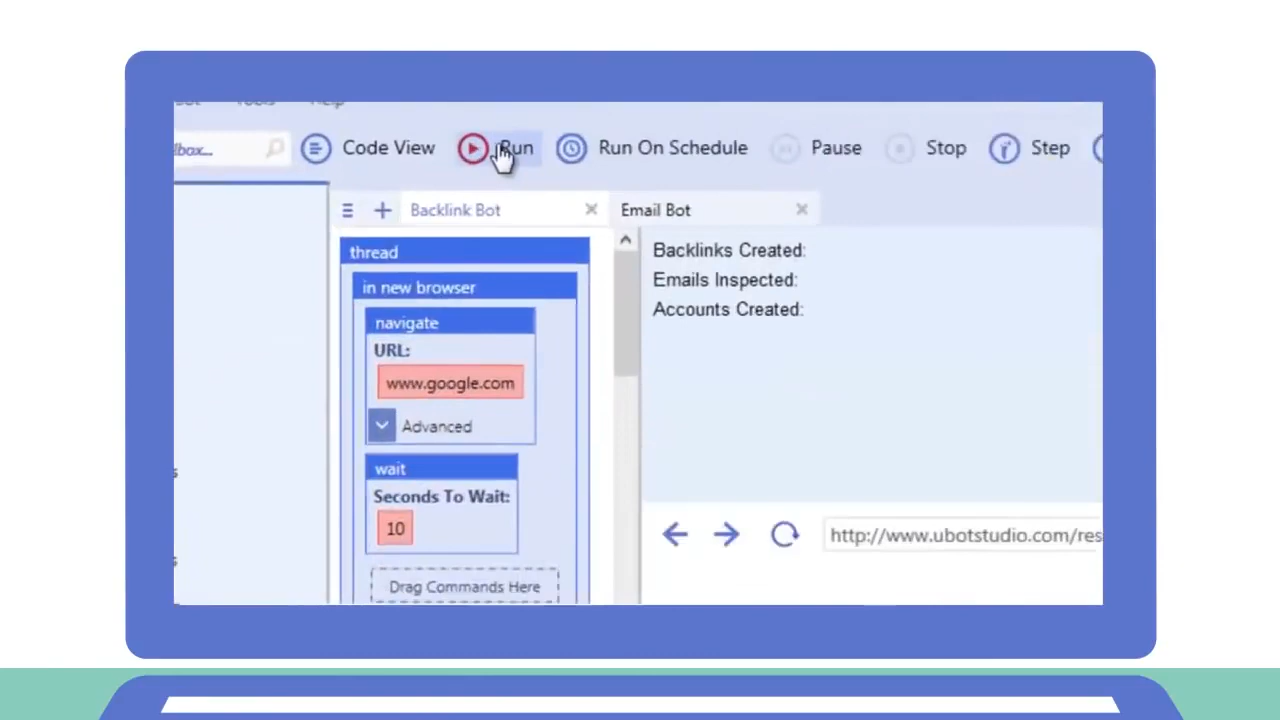 Tools Help
Code View Run Run On Schedule Pause Stop Step
Backlink Bot Email Bot
thread
in new browser
navigate
URL:
www.google.com
Advanced
wait
Seconds To Wait:
10
Drag Commands Here
Backlinks Created:
Emails Inspected:
Accounts Created:
http://www.ubotstudio.com/res